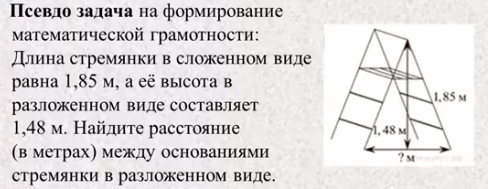 Псевдо задача на формирование
математической грамотности:
Длина стремянки в сложенном виде
равна 1,85 м, а её высота в
разложенном виде составляет
1,48 м. Найдите расстояние
(в метрах) между основаниями
стремянки в разложенном виде.
1,85 м
1,48 м
? м